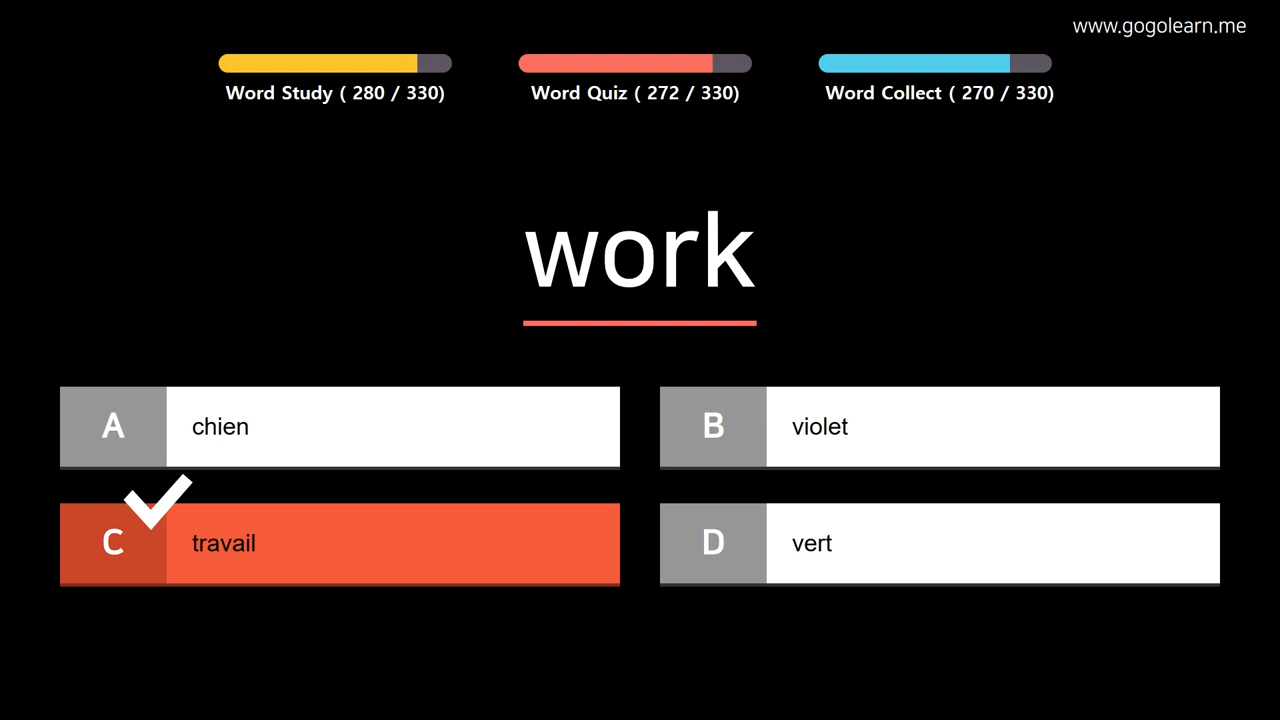 www.gogolearn.me
Word Study ( 280 / 330)
Word Quiz ( 272 / 330)
Word Collect ( 270 / 330)
work
A chien
B violet
C travail
D vert